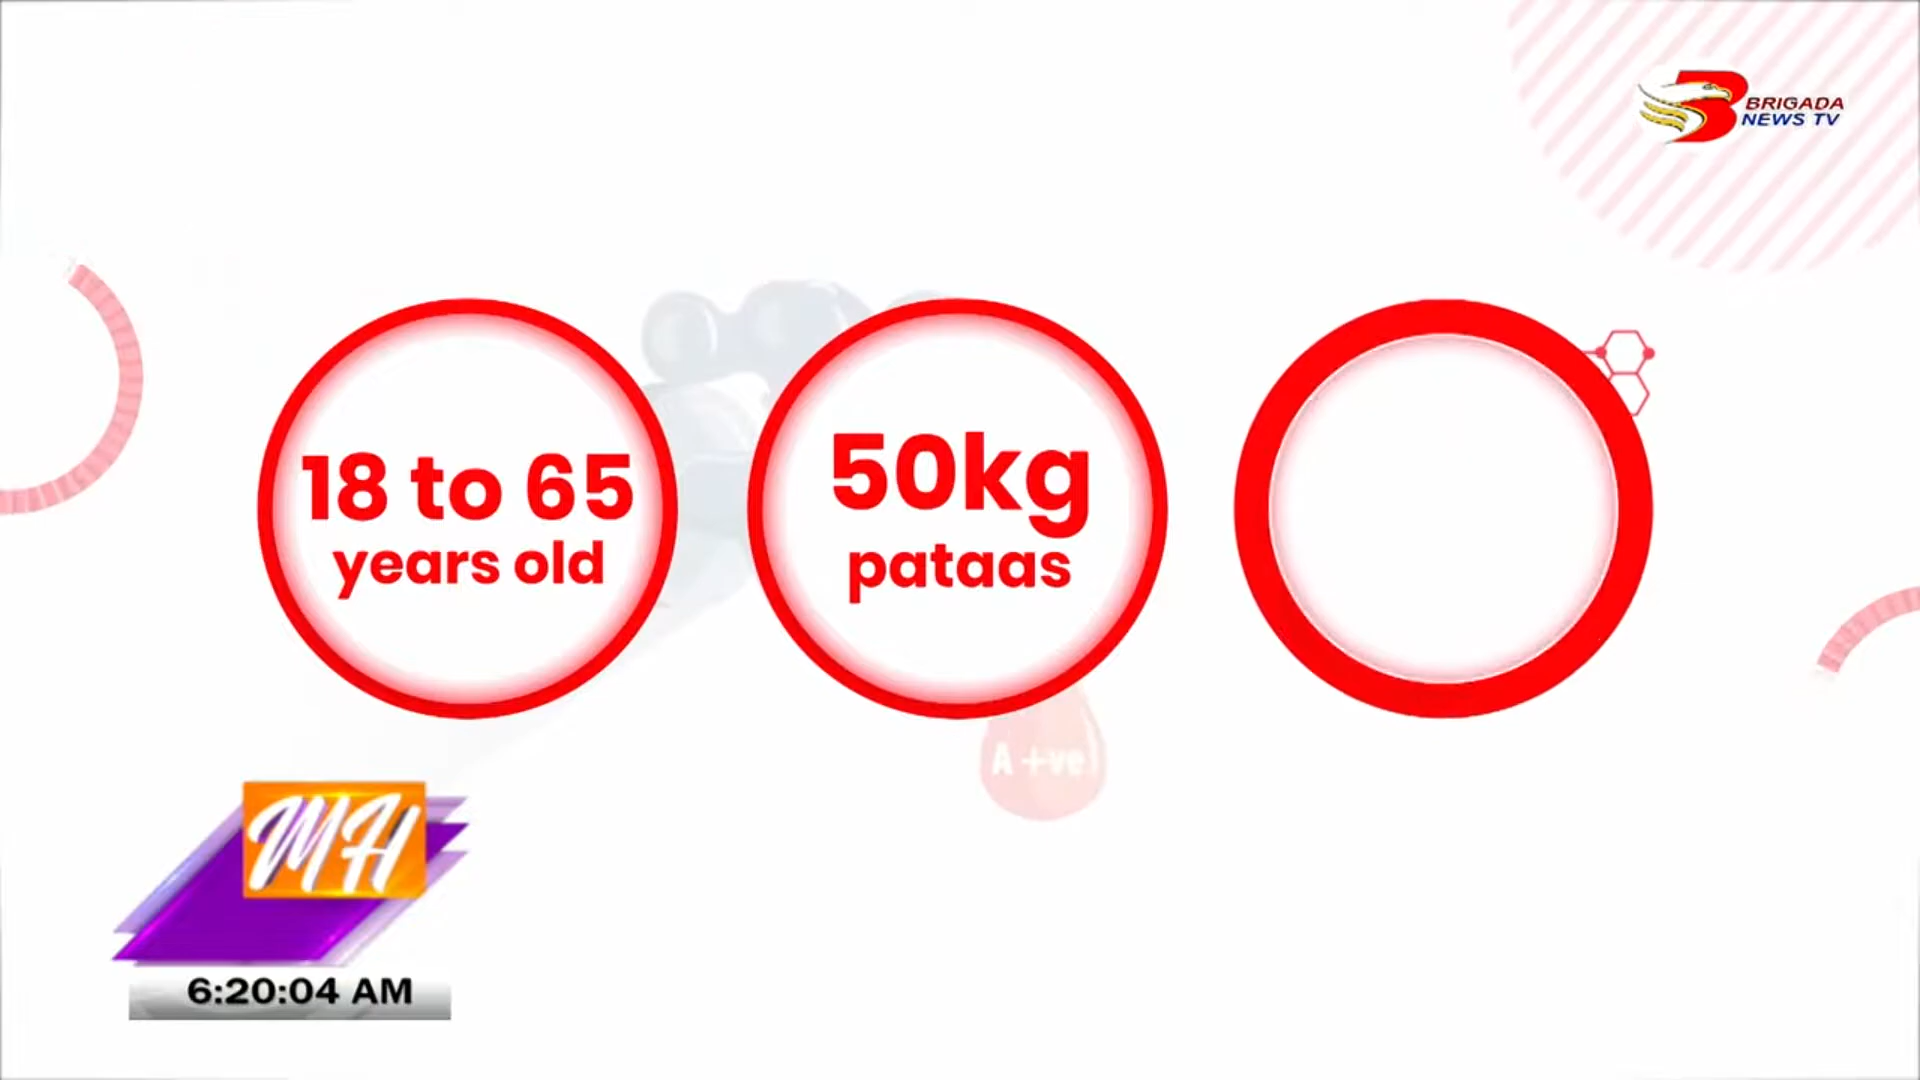 BRIGADA
NEWS TV
18 to 65
years old
50kg
pataas
A +ve
MH
6:20:04 AM